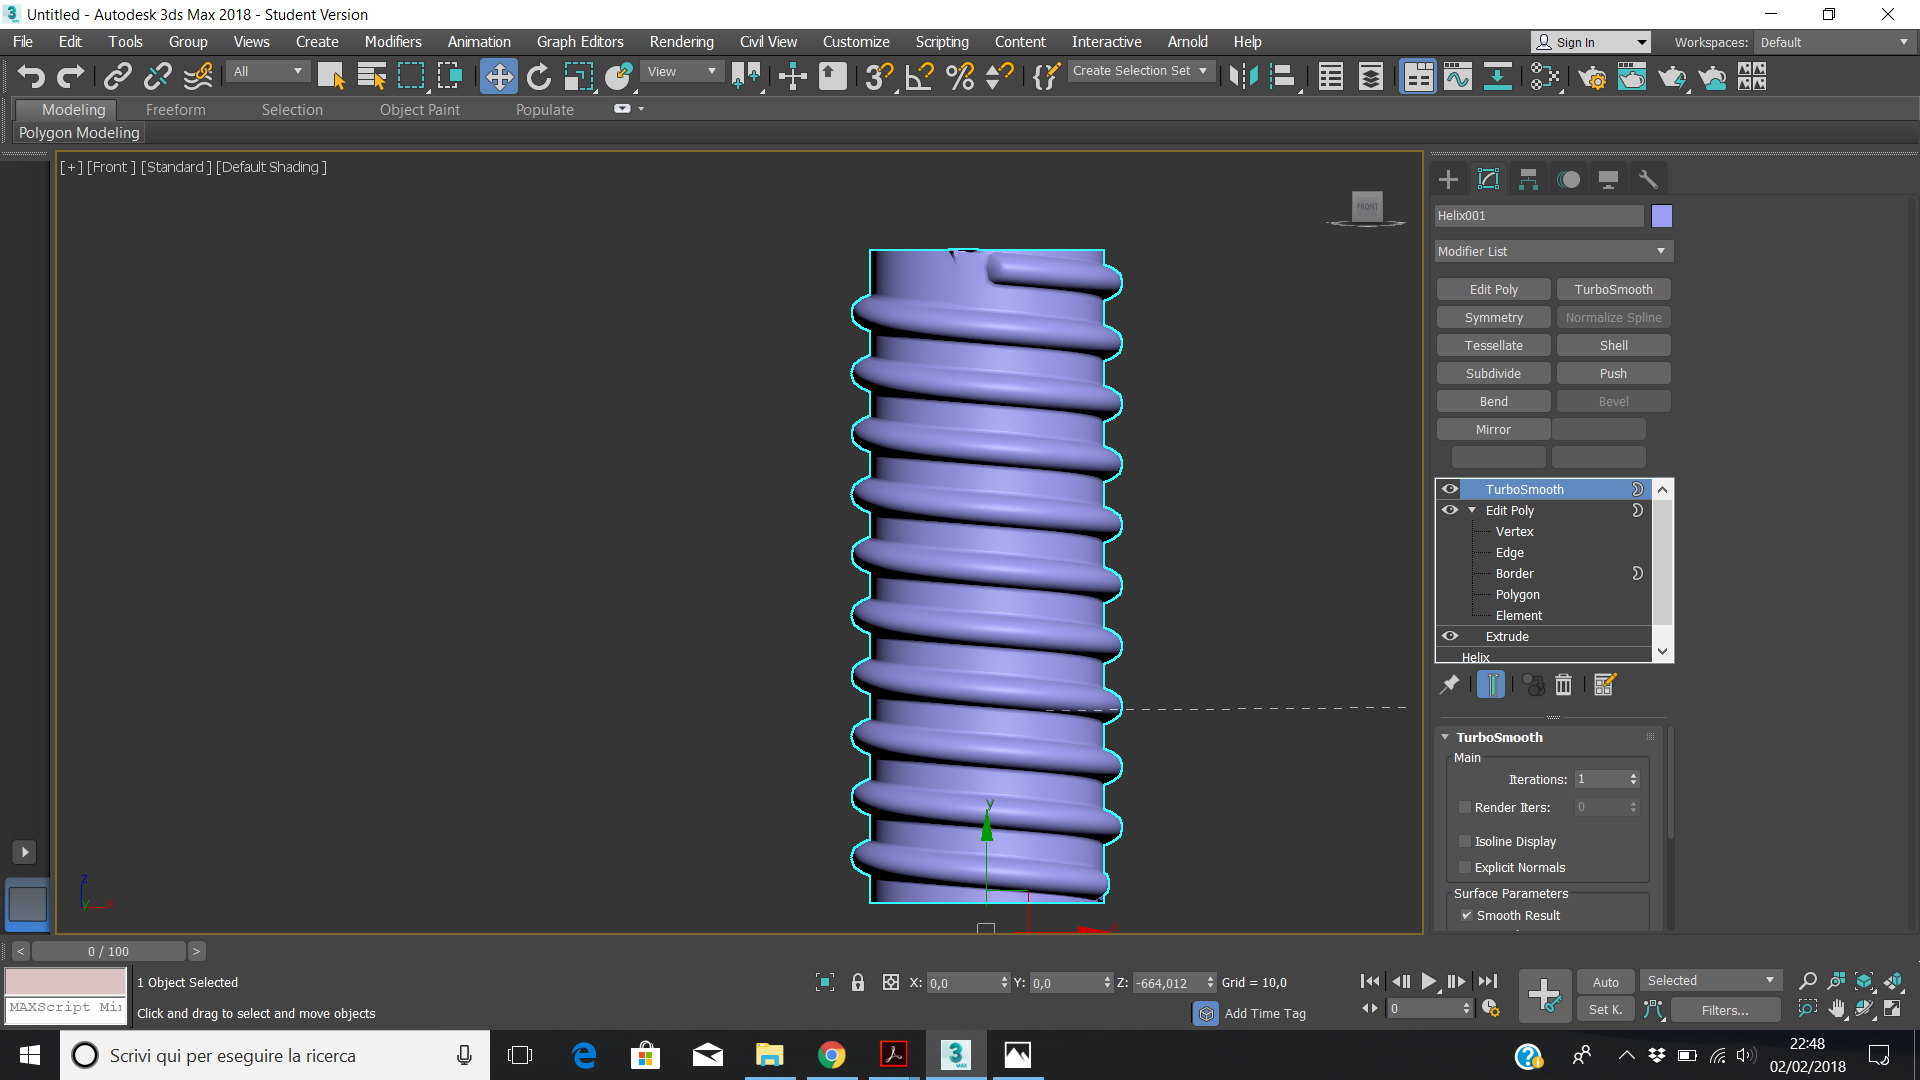 Untitled - Autodesk 3ds Max 2018 - Student Version
File Edit Tools Group Views Create Modifiers Animation Graph Editors Rendering Civil View Customize Scripting Content Interactive Arnold Help
Sign In Workspaces: Default
All View Create Selection Set
Modeling Freeform Selection Object Paint Populate
Polygon Modeling
[+] [Front ] [Standard ] [Default Shading ]
FRONT
Helix001
Modifier List
Edit Poly TurboSmooth
Symmetry Normalize Spline
Tessellate Shell
Subdivide Push
Bend Bevel
Mirror
TurboSmooth
Edit Poly
Vertex
Edge
Border
Polygon
Element
Extrude
Helix
TurboSmooth
Main
Iterations: 1
Render Iters: 0
Isoline Display
Explicit Normals
Surface Parameters
Smooth Result
y
x
z
y x
< 0 / 100 >
1 Object Selected
X: 0,0 Y: 0,0 Z: -664,012 Grid = 10,0
Auto Selected
MAXScript Mi
Click and drag to select and move objects
Add Time Tag
0
Set K. Filters...
Scrivi qui per eseguire la ricerca
3 MAX
22:48
02/02/2018